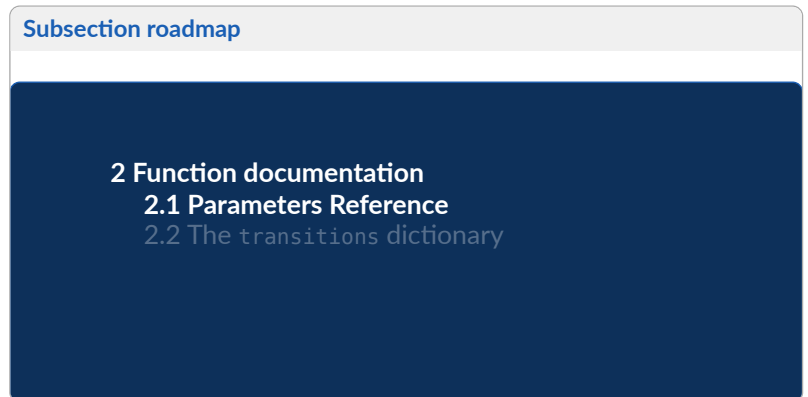 Subsection roadmap
2 Function documentation
2.1 Parameters Reference
2.2 The transitions dictionary